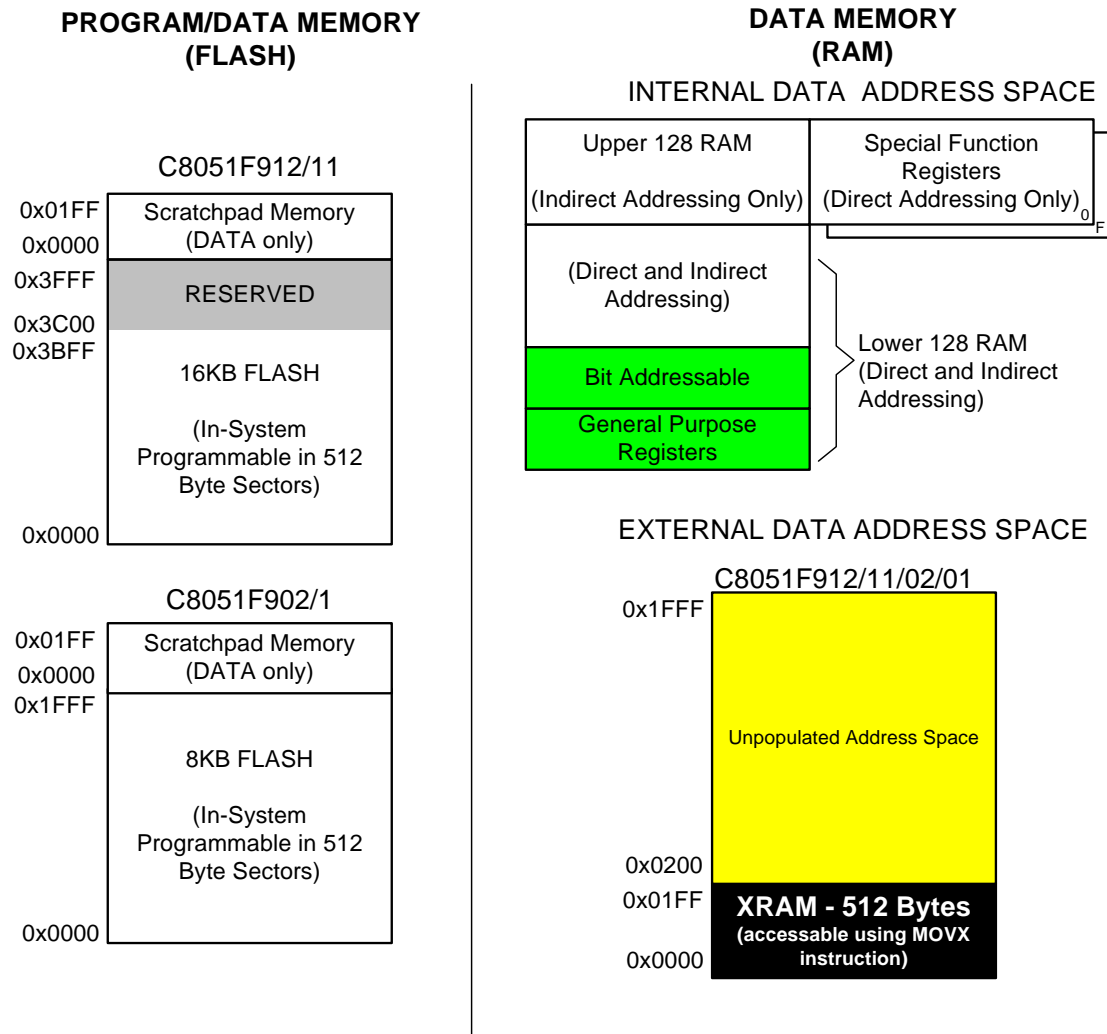 PROGRAM/DATA MEMORY
(FLASH)
C8051F912/11
0x01FF
Scratchpad Memory
(DATA only)
0x0000
0x3FFF
RESERVED
0x3C00
0x3BFF
16KB FLASH
(In-System
Programmable in 512
Byte Sectors)
0x0000
C8051F902/1
0x01FF
Scratchpad Memory
(DATA only)
0x0000
0x1FFF
8KB FLASH
(In-System
Programmable in 512
Byte Sectors)
0x0000
DATA MEMORY
(RAM)
INTERNAL DATA ADDRESS SPACE
Upper 128 RAM
(Indirect Addressing Only)
Special Function
Registers
(Direct Addressing Only)
0
F
(Direct and Indirect
Addressing)
Bit Addressable
General Purpose
Registers
Lower 128 RAM
(Direct and Indirect
Addressing)
EXTERNAL DATA ADDRESS SPACE
C8051F912/11/02/01
0x1FFF
Unpopulated Address Space
0x0200
0x01FF
XRAM - 512 Bytes
(accessable using MOVX
instruction)
0x0000